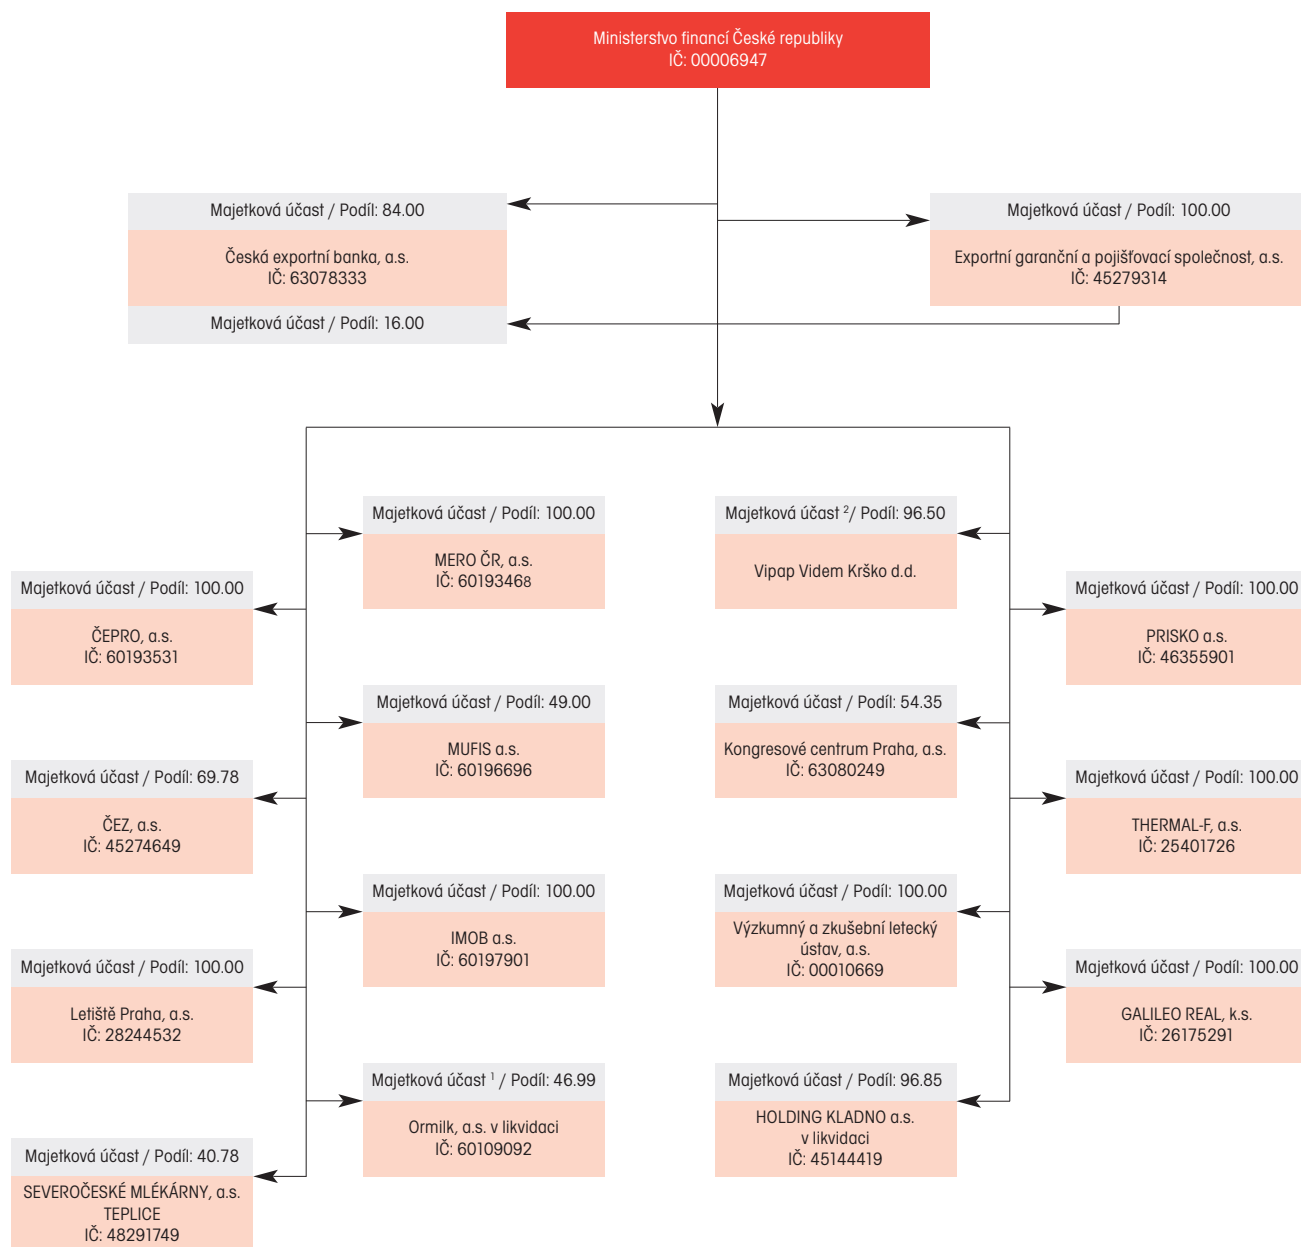 Ministerstvo financí České republiky
IČ: 00006947
Majetková účast / Podíl: 84.00
Česká exportní banka, a.s.
IČ: 63078333
Majetková účast / Podíl: 16.00
Majetková účast / Podíl: 100.00
Exportní garanční a pojišťovací společnost, a.s.
IČ: 45279314
Majetková účast / Podíl: 100.00
MERO ČR, a.s.
IČ: 60193468
Majetková účast ²/ Podíl: 96.50
Vipap Videm Krško d.d.
Majetková účast / Podíl: 100.00
ČEPRO, a.s.
IČ: 60193531
Majetková účast / Podíl: 100.00
PRISKO a.s.
IČ: 46355901
Majetková účast / Podíl: 49.00
MUFIS a.s.
IČ: 60196696
Majetková účast / Podíl: 54.35
Kongresové centrum Praha, a.s.
IČ: 63080249
Majetková účast / Podíl: 69.78
ČEZ, a.s.
IČ: 45274649
Majetková účast / Podíl: 100.00
THERMAL-F, a.s.
IČ: 25401726
Majetková účast / Podíl: 100.00
IMOB a.s.
IČ: 60197901
Majetková účast / Podíl: 100.00
Výzkumný a zkušební letecký
ústav, a.s.
IČ: 00010669
Majetková účast / Podíl: 100.00
Letiště Praha, a.s.
IČ: 28244532
Majetková účast / Podíl: 100.00
GALILEO REAL, k.s.
IČ: 26175291
Majetková účast ¹ / Podíl: 46.99
Ormilk, a.s. v likvidaci
IČ: 60109092
Majetková účast / Podíl: 96.85
HOLDING KLADNO a.s.
v likvidaci
IČ: 45144419
Majetková účast / Podíl: 40.78
SEVEROČESKÉ MLÉKÁRNY, a.s.
TEPLICE
IČ: 48291749